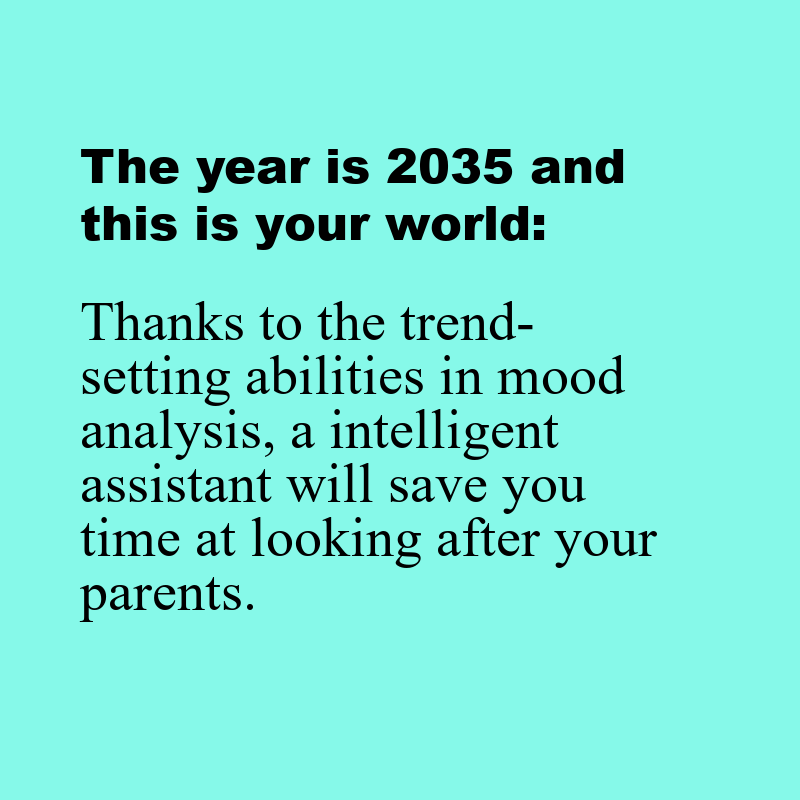 The year is 2035 and
this is your world:
Thanks to the trend-
setting abilities in mood
analysis, a intelligent
assistant will save you
time at looking after your
parents.